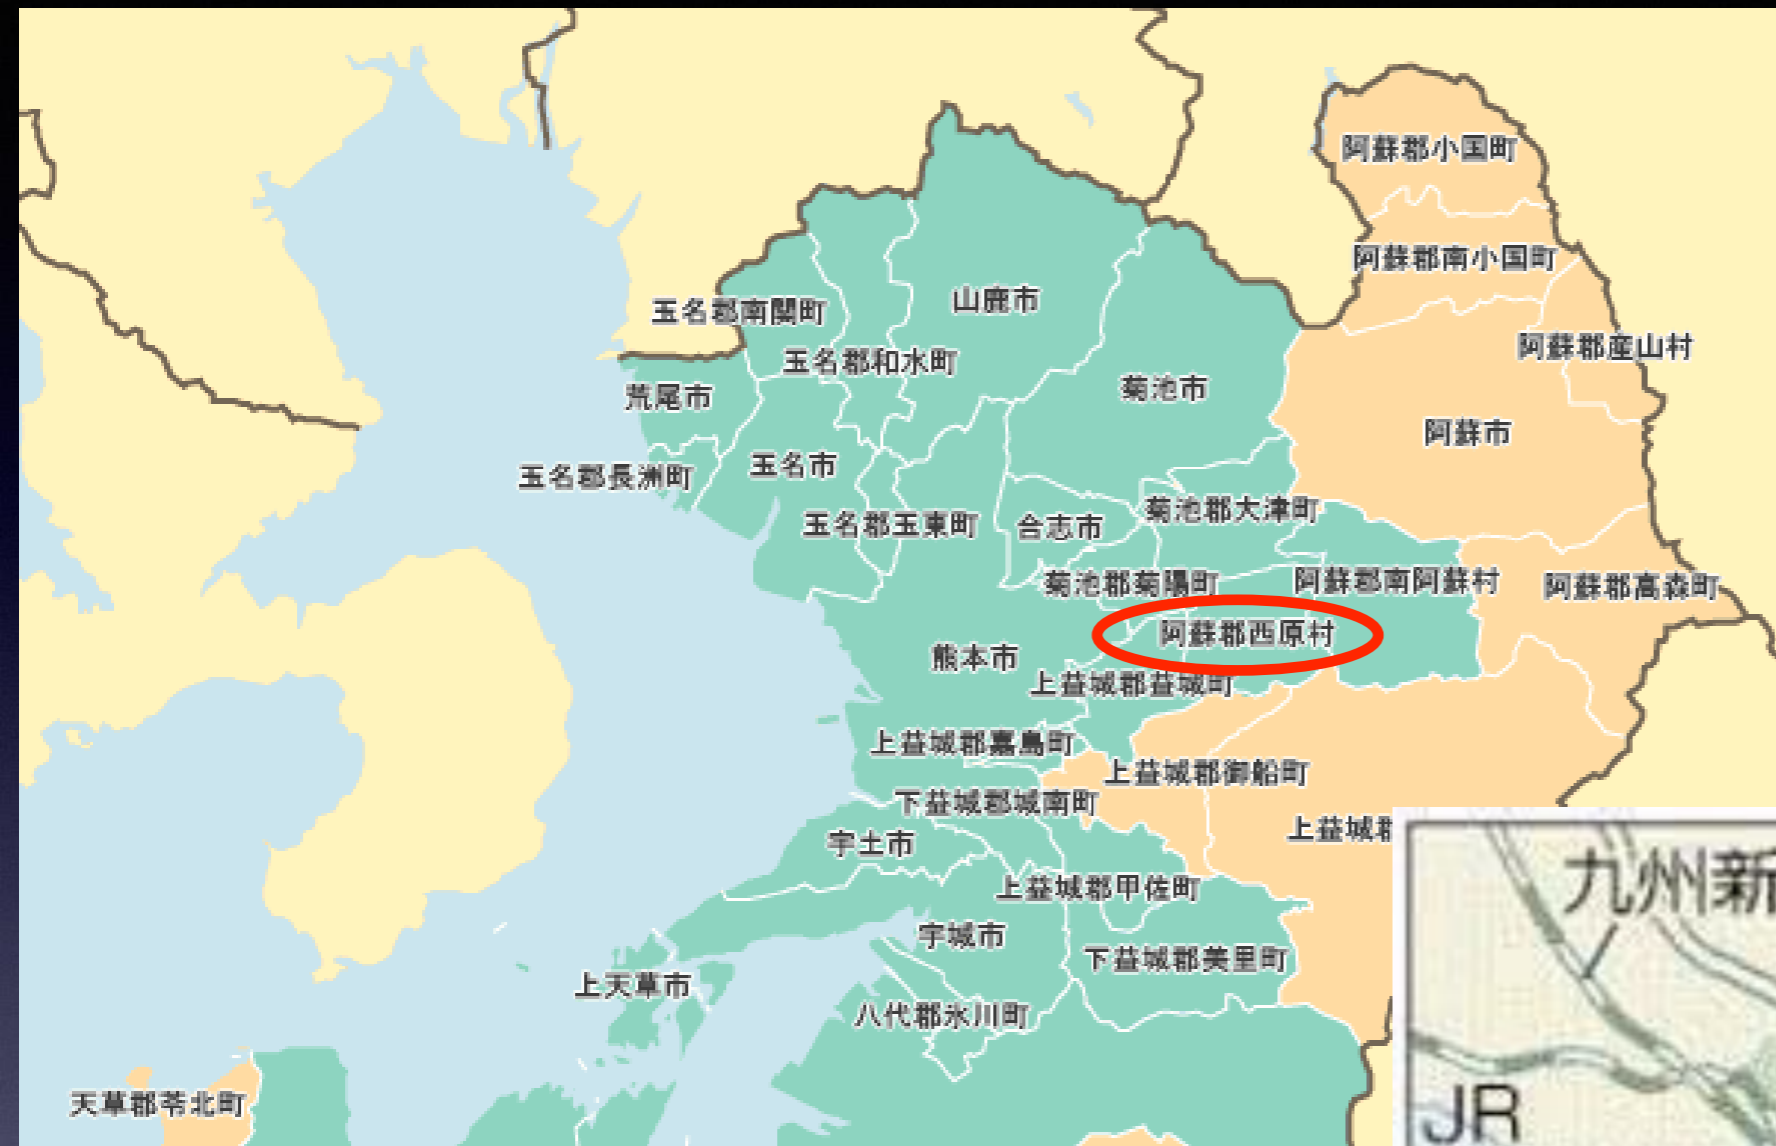 阿蘇郡小国町
阿蘇郡南小国町
山鹿市
玉名郡南関町
阿蘇郡産山村
玉名郡和水町
菊池市
荒尾市
阿蘇市
玉名市
玉名郡長洲町
菊池郡大津町
玉名郡玉東町
合志市
阿蘇郡南阿蘇村
菊池郡菊陽町
阿蘇郡高森町
阿蘇郡西原村
熊本市
上益城郡益城町
上益城郡嘉島町
上益城郡御船町
下益城郡城南町
上益城郡
宇土市
九州新
上益城郡甲佐町
宇城市
下益城郡美里町
上天草市
八代郡氷川町
天草郡苓北町
JR